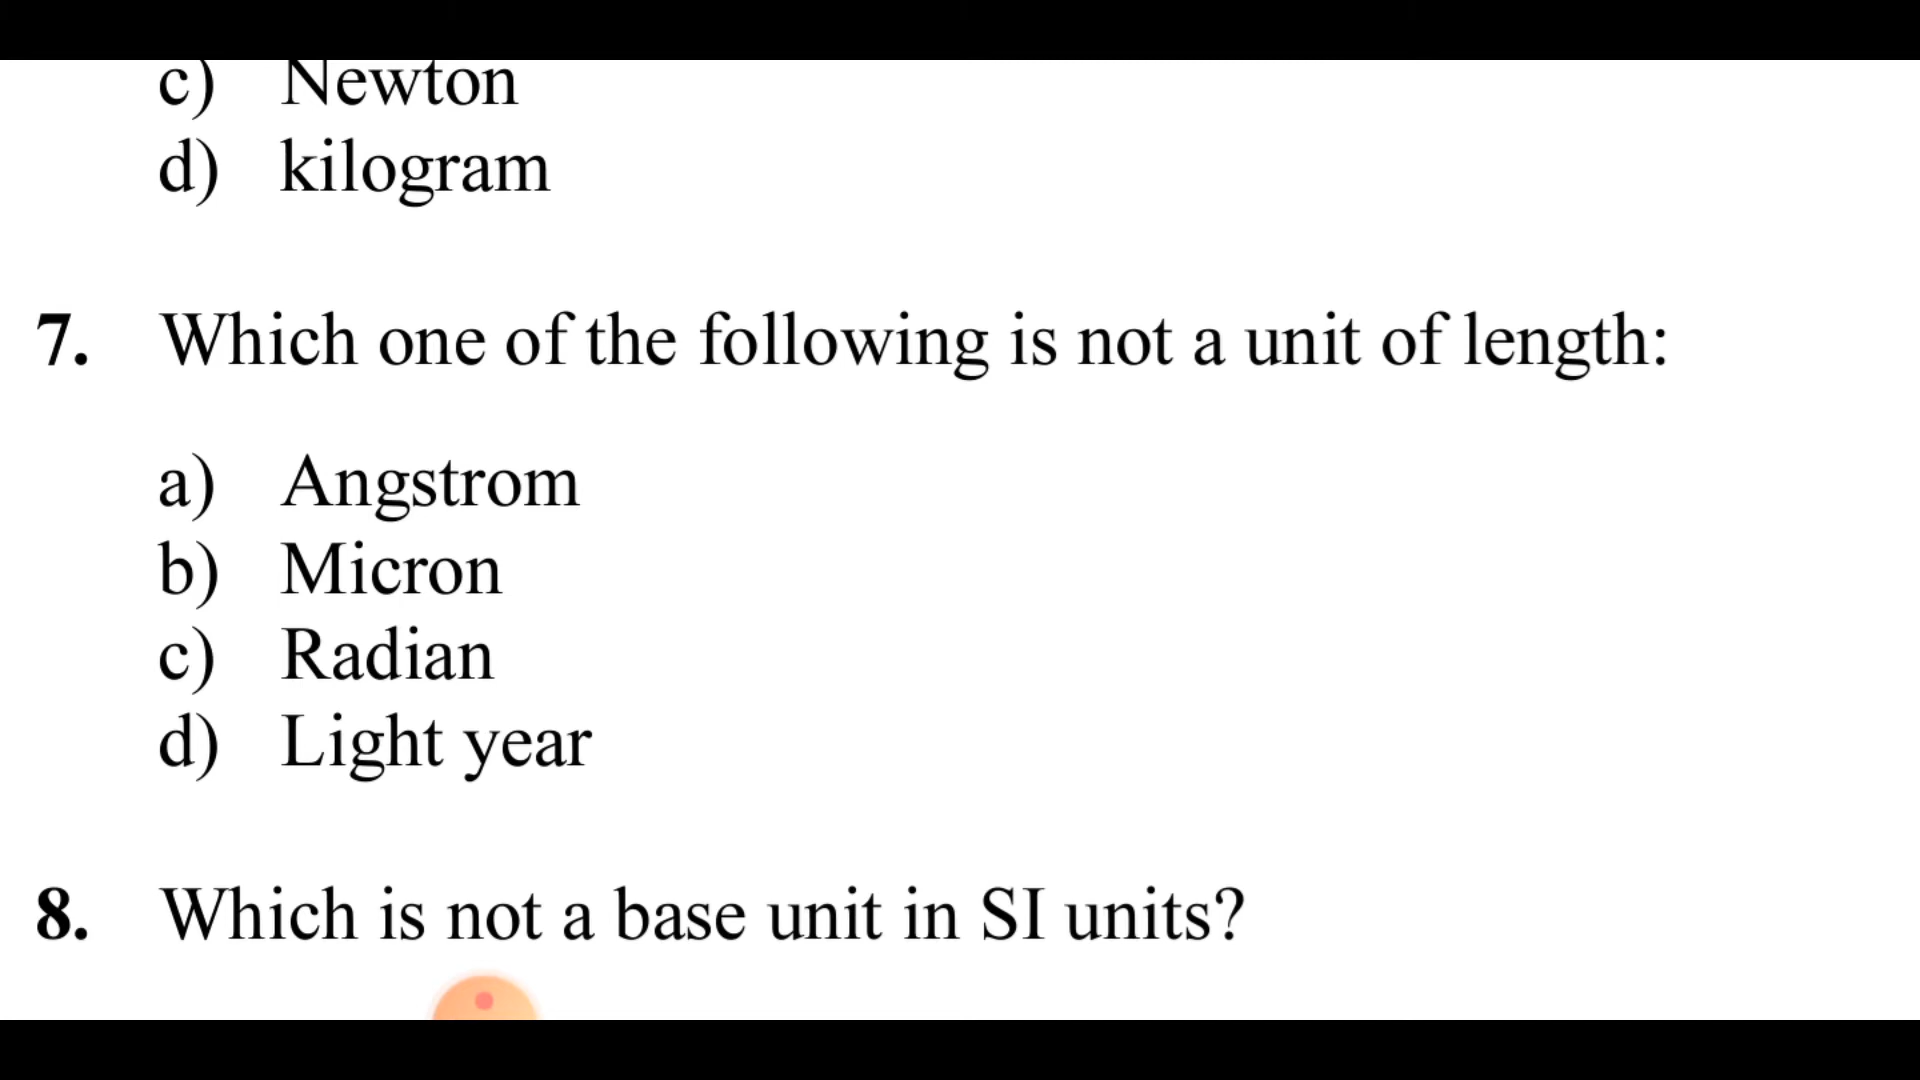 c) Newton
d) kilogram
7. Which one of the following is not a unit of length:
a) Angstrom
b) Micron
c) Radian
d) Light year
8. Which is not a base unit in SI units?